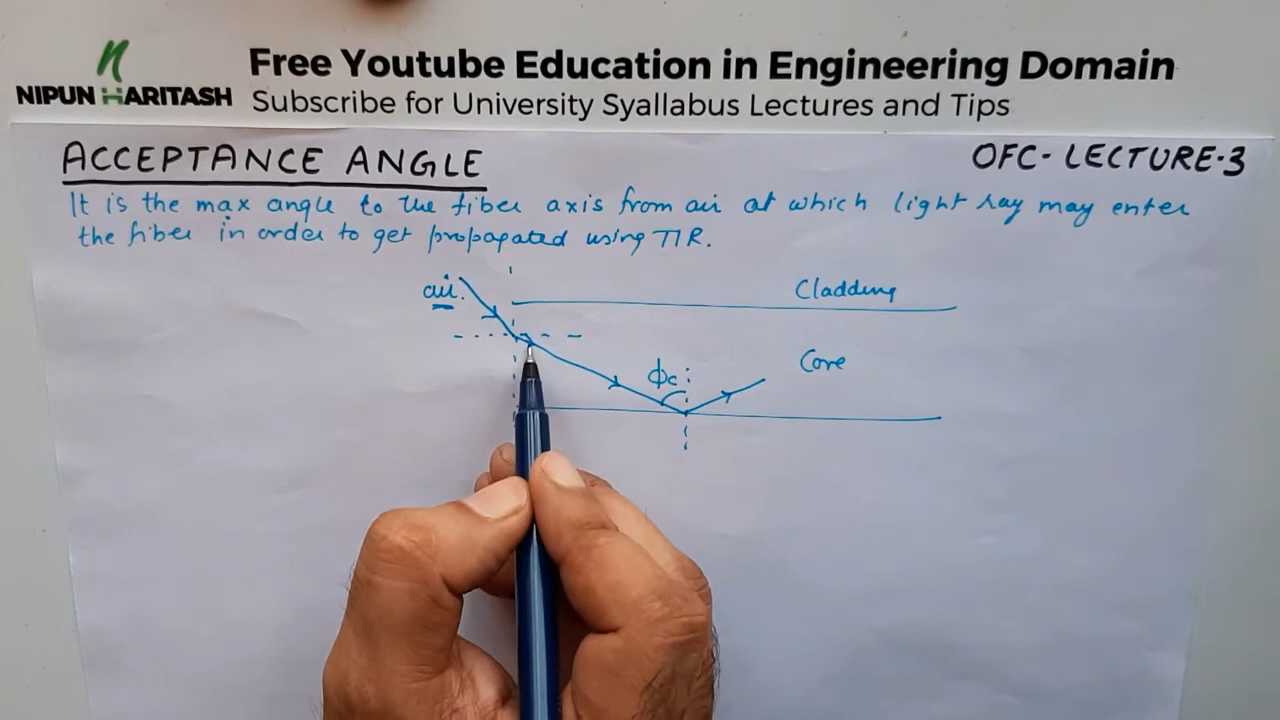 Free Youtube Education in Engineering Domain
NIPUN HARITASH
Subscribe for University Syallabus Lectures and Tips
ACCEPTANCE ANGLE
OFC- LECTURE-3
It is the max angle to the fiber axis from air at which light ray may enter
the fiber in order to get propagated using TIR.
air.
Cladding
Core
ϕc